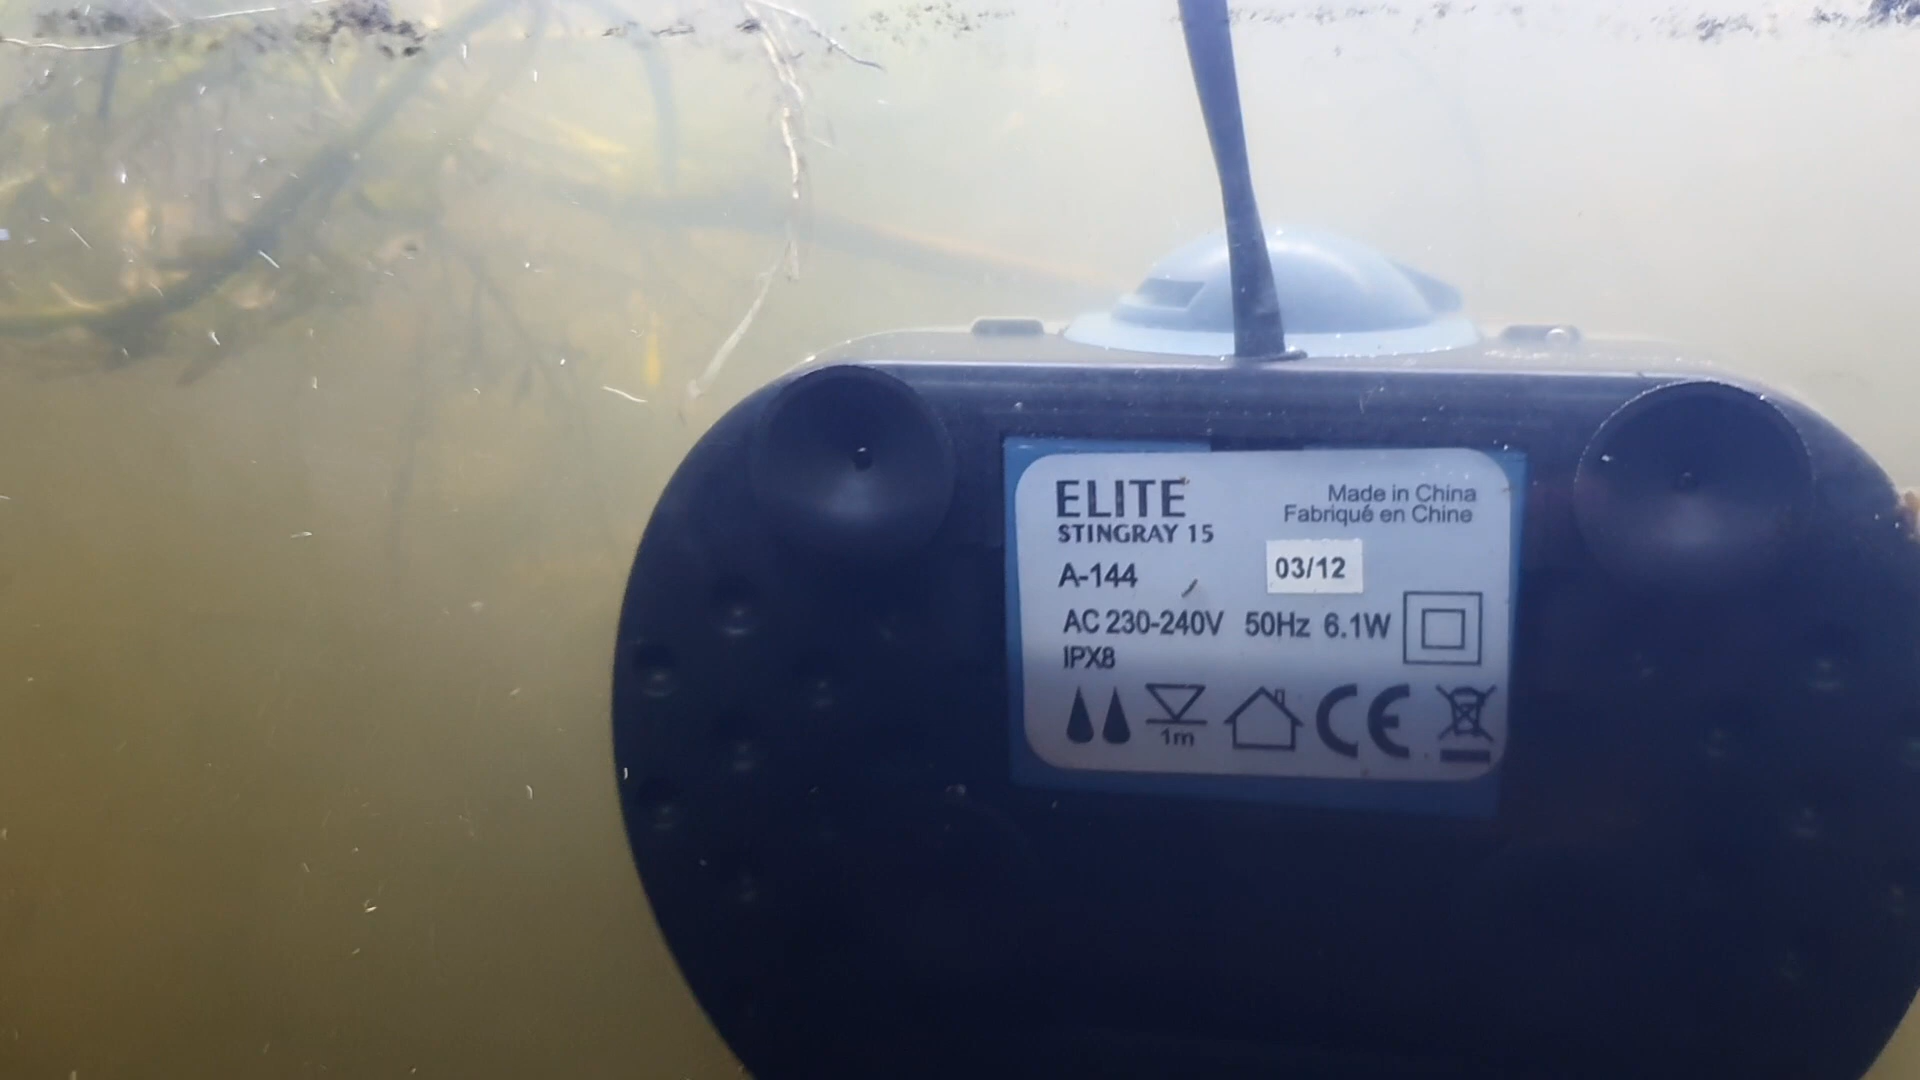 ELITE
STINGRAY 15
Made in China
Fabriqué en Chine
A-144
03/12
AC 230-240V 50Hz 6.1W
IPX8
1m
CE